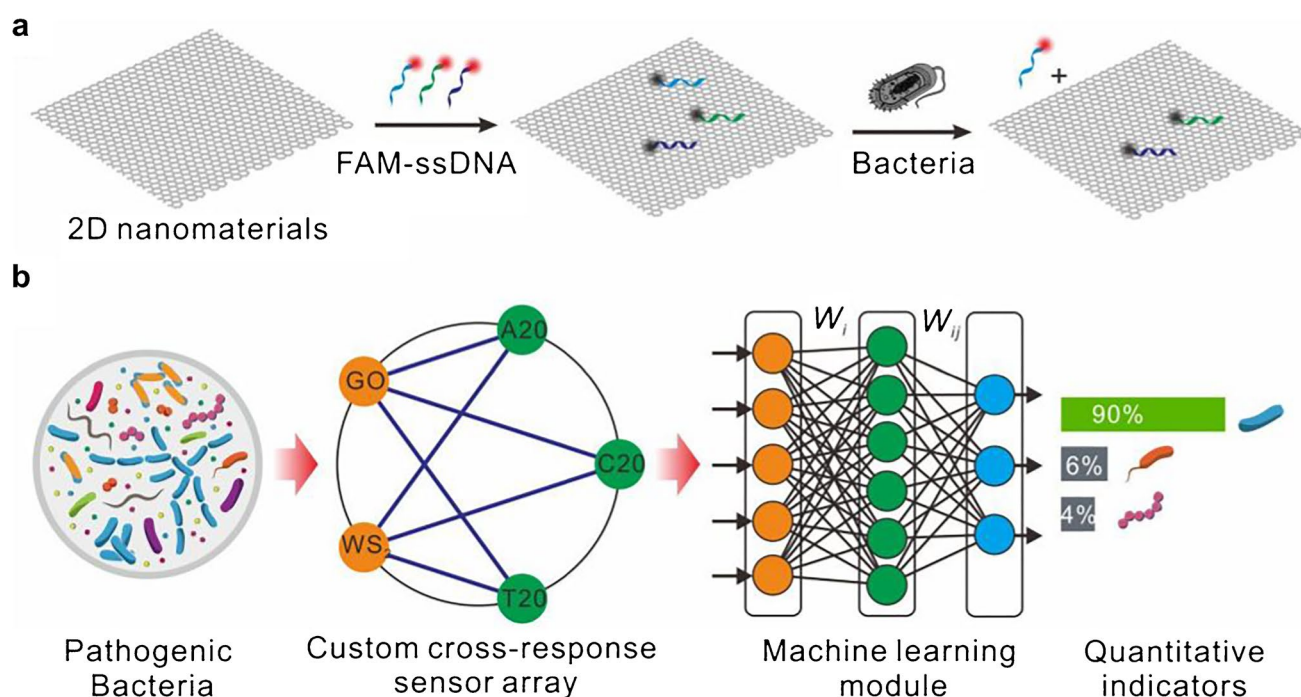 a
FAM-ssDNA
Bacteria
+
2D nanomaterials
b
A20
GO
C20
WS₂
T20
Wi
Wij
90%
6%
4%
Pathogenic
Bacteria
Custom cross-response
sensor array
Machine learning
module
Quantitative
indicators